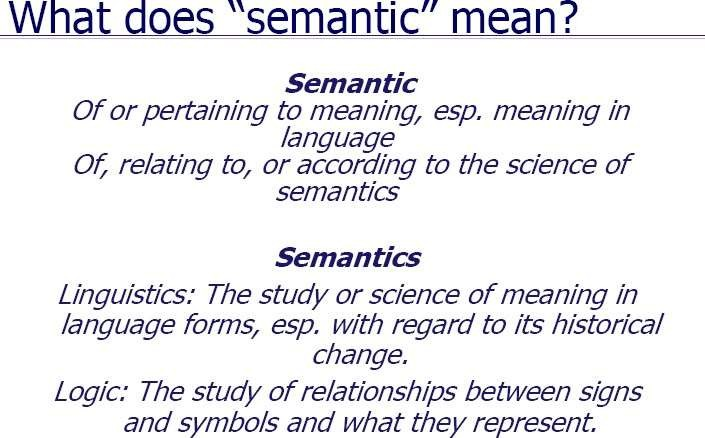 What does “semantic” mean?
Semantic
Of or pertaining to meaning, esp. meaning in
language
Of, relating to, or according to the science of
semantics
Semantics
Linguistics: The study or science of meaning in
language forms, esp. with regard to its historical
change.
Logic: The study of relationships between signs
and symbols and what they represent.